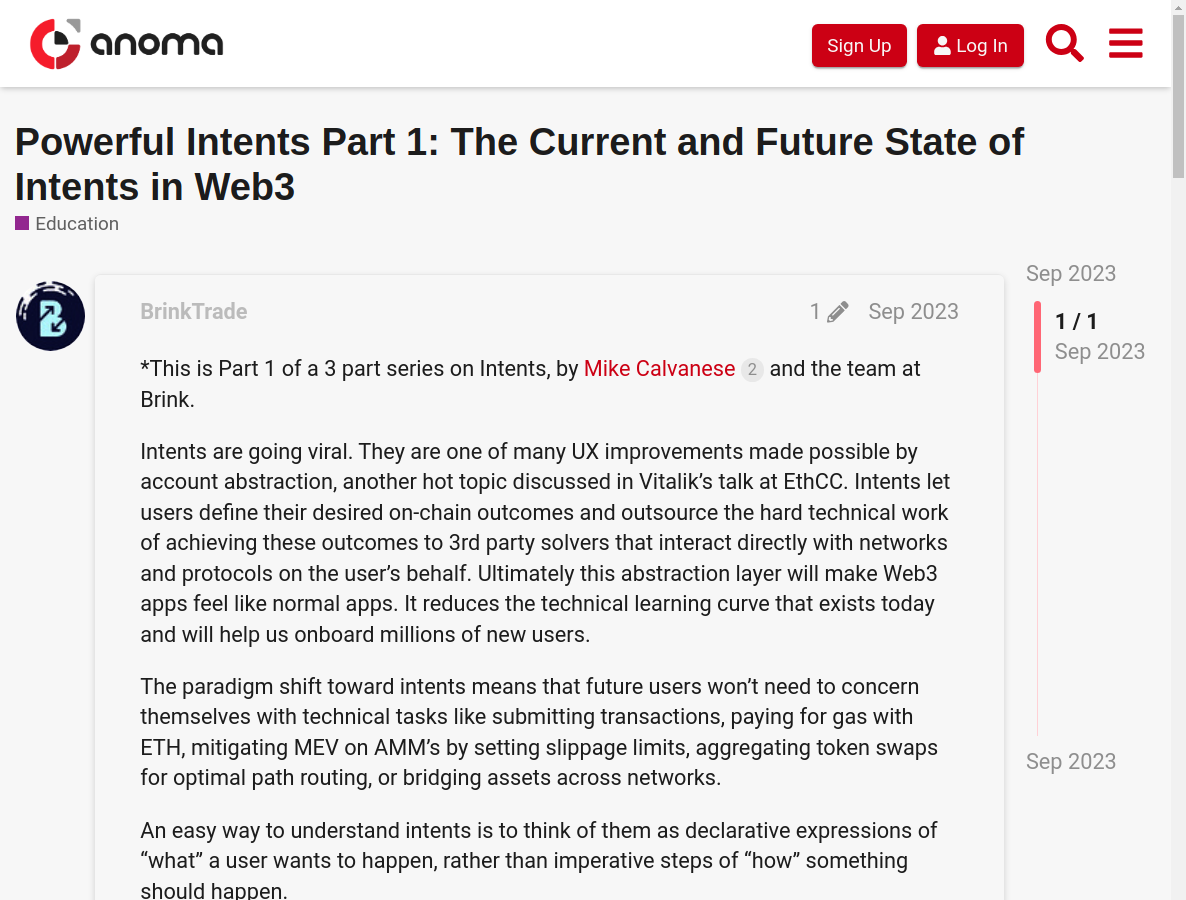 anoma
Sign Up
Log In
Powerful Intents Part 1: The Current and Future State of
Intents in Web3
Education
BrinkTrade
1
Sep 2023
*This is Part 1 of a 3 part series on Intents, by Mike Calvanese 2 and the team at
Brink.
Intents are going viral. They are one of many UX improvements made possible by
account abstraction, another hot topic discussed in Vitalik’s talk at EthCC. Intents let
users define their desired on-chain outcomes and outsource the hard technical work
of achieving these outcomes to 3rd party solvers that interact directly with networks
and protocols on the user’s behalf. Ultimately this abstraction layer will make Web3
apps feel like normal apps. It reduces the technical learning curve that exists today
and will help us onboard millions of new users.
The paradigm shift toward intents means that future users won’t need to concern
themselves with technical tasks like submitting transactions, paying for gas with
ETH, mitigating MEV on AMM’s by setting slippage limits, aggregating token swaps
for optimal path routing, or bridging assets across networks.
An easy way to understand intents is to think of them as declarative expressions of
“what” a user wants to happen, rather than imperative steps of “how” something
should happen.
Sep 2023
1 / 1
Sep 2023
Sep 2023